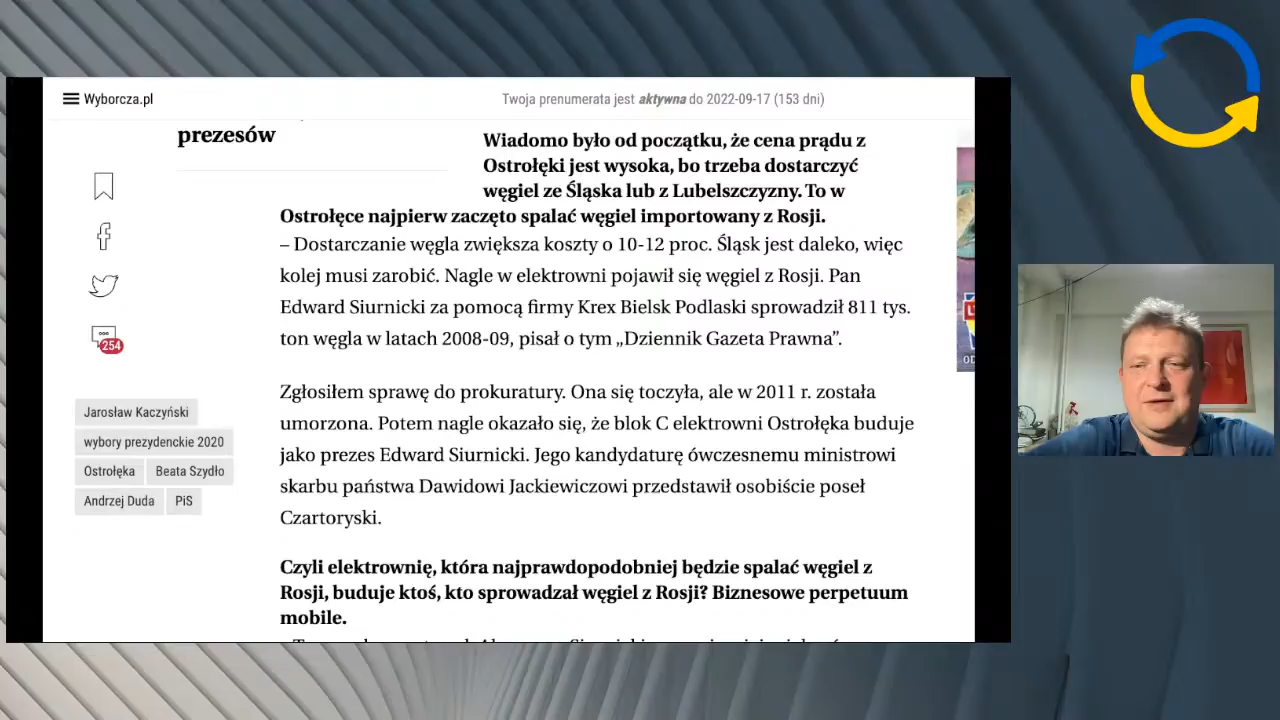 Wyborcza.pl
Twoja prenumerata jest aktywna do 2022-09-17 (153 dni)
prezesów
254
Jarosław Kaczyński
wybory prezydenckie 2020
Ostrołęka
Beata Szydło
Andrzej Duda
PiS
Wiadomo było od początku, że cena prądu z
Ostrołęki jest wysoka, bo trzeba dostarczyć
węgiel ze Śląska lub z Lubelszczyzny. To w
Ostrołęce najpierw zaczęto spalać węgiel importowany z Rosji.
– Dostarczanie węgla zwiększa koszty o 10-12 proc. Śląsk jest daleko, więc
kolej musi zarobić. Nagle w elektrowni pojawił się węgiel z Rosji. Pan
Edward Siurnicki za pomocą firmy Krex Bielsk Podlaski sprowadził 811 tys.
ton węgla w latach 2008-09, pisał o tym „Dziennik Gazeta Prawna”.
Zgłosiłem sprawę do prokuratury. Ona się toczyła, ale w 2011 r. została
umorzona. Potem nagle okazało się, że blok C elektrowni Ostrołęka buduje
jako prezes Edward Siurnicki. Jego kandydaturę ówczesnemu ministrowi
skarbu państwa Dawidowi Jackiewiczowi przedstawił osobiście poseł
Czartoryski.
Czyli elektrownię, która najprawdopodobniej będzie spalać węgiel z
Rosji, buduje ktoś, kto sprowadzał węgiel z Rosji? Biznesowe perpetuum
mobile.